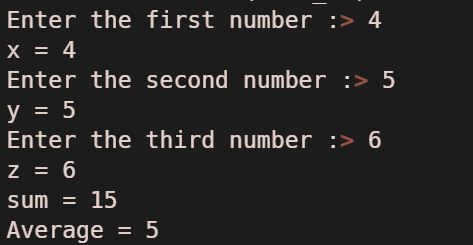 Enter the first number :> 4
x = 4
Enter the second number :> 5
y = 5
Enter the third number :> 6
z = 6
sum = 15
Average = 5